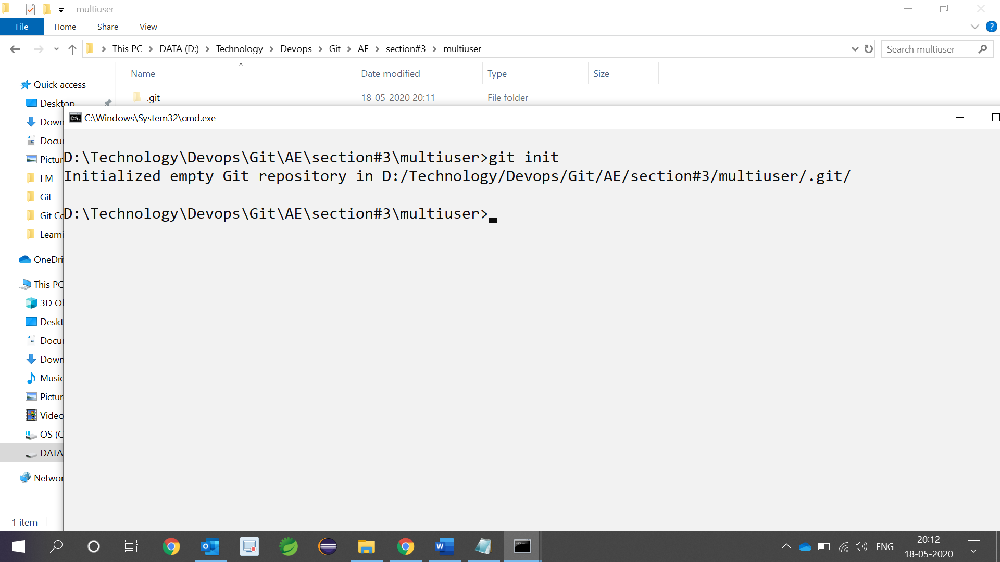 multiuser
File Home Share View
This PC > DATA (D:) > Technology > Devops > Git > AE > section#3 > multiuser
Search multiuser
Name Date modified Type Size
.git 18-05-2020 20:11 File folder
Quick access
Desktop
Down
Docu
Pictur
FM
Git
Git Co
Learni
OneDri
This PC
3D Ob
Deskt
Docu
Down
Music
Pictur
Video
OS (C
DATA
Networ
1 item
C:\Windows\System32\cmd.exe
D:\Technology\Devops\Git\AE\section#3\multiuser>git init
Initialized empty Git repository in D:/Technology/Devops/Git/AE/section#3/multiuser/.git/
D:\Technology\Devops\Git\AE\section#3\multiuser>
ENG
20:12
18-05-2020